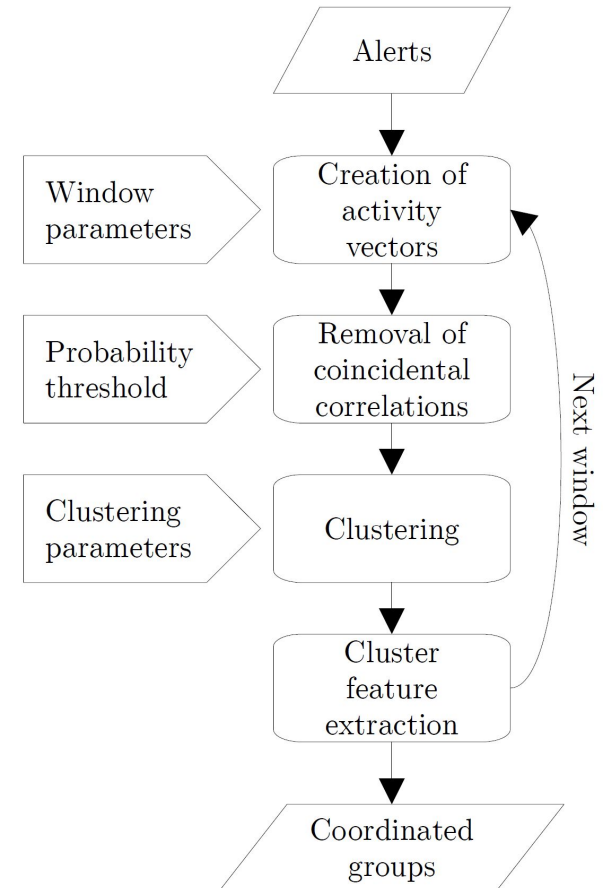 Alerts
Window
parameters
Creation of
activity
vectors
Probability
threshold
Removal of
coincidental
correlations
Clustering
parameters
Clustering
Next window
Cluster
feature
extraction
Coordinated
groups